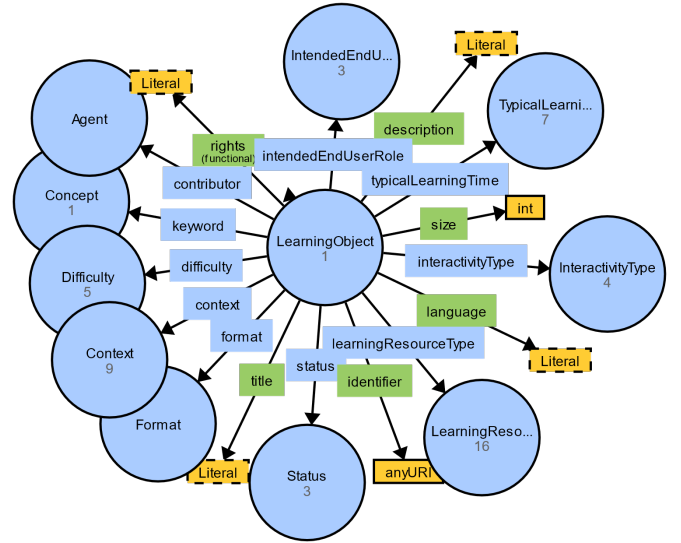 IntendedEndU...
3
Literal
Literal
TypicalLearni...
7
Agent
description
rights
(functional)
intendedEndUserRole
contributor
typicalLearningTime
Concept
1
keyword
size
int
LearningObject
1
difficulty
interactivityType
InteractivityType
4
Difficulty
5
context
language
format
learningResourceType
Context
9
status
Literal
title
identifier
Format
LearningReso...
16
Literal
Status
3
anyURI